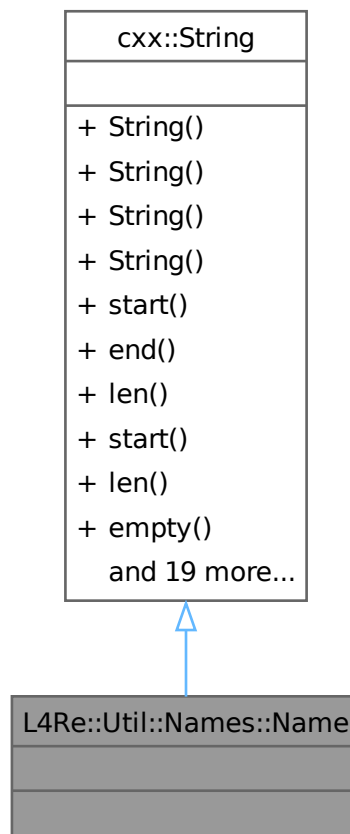 cxx::String
+ String()
+ String()
+ String()
+ String()
+ start()
+ end()
+ len()
+ start()
+ len()
+ empty()
and 19 more...
L4Re::Util::Names::Name